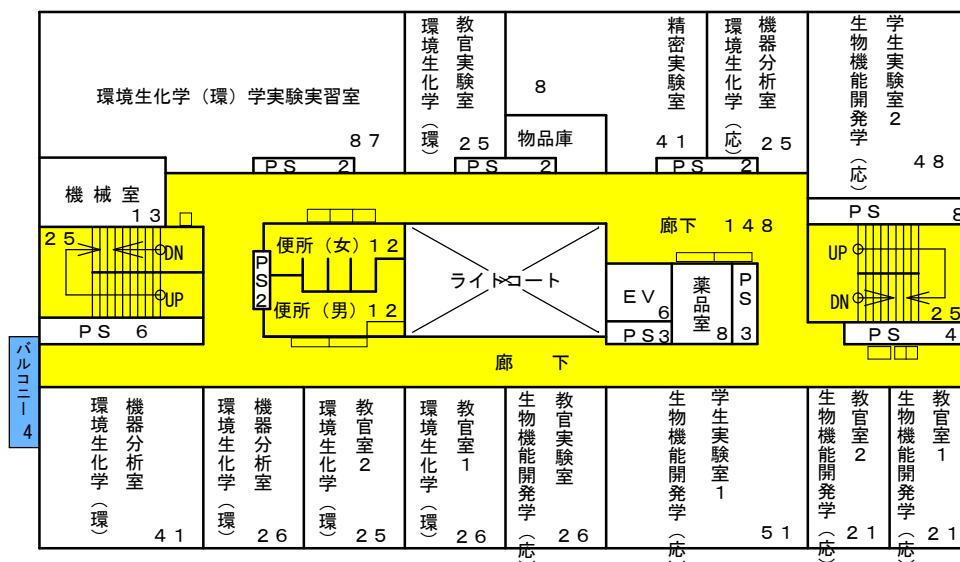 環境生化学（環）学実験実習室
８７
教官実験室
環境生化学（環）
２５
８
物品庫
精密実験室
４１
機器分析室
環境生化学（応）
２５
学生実験室２
生物機能開発学（応）
４８
ＰＳ ２
ＰＳ ２
ＰＳ ２
機械室
１３
ＰＳ ８
廊下 １４８
２５
DN
UP
便所（女）１２
便所（男）１２
ＰＳ２
ライトコート
ＥＶ
６
ＰＳ３
薬品室
８
ＰＳ３
UP
DN
２５
ＰＳ ６
ＰＳ ４
バルコニー ４
廊下
機器分析室
環境生化学（環）
４１
機器分析室
環境生化学（環）
２６
教官室２
環境生化学（環）
２５
教官室１
環境生化学（環）
２６
教官実験室
生物機能開発学（応）
２６
学生実験室１
生物機能開発学（応）
５１
教官室２
生物機能開発学（応）
２１
教官室１
生物機能開発学（応）
２１